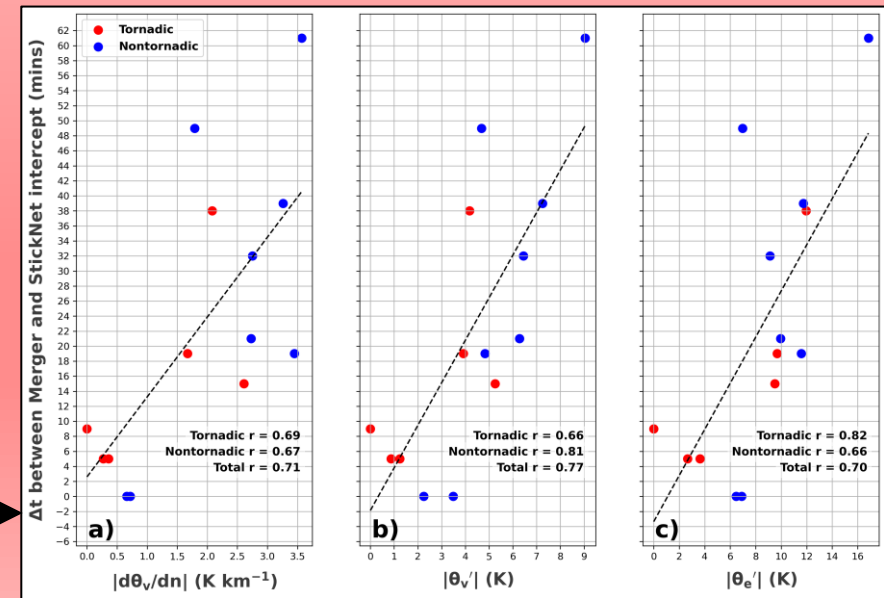 Δt between Merger and StickNet intercept (mins)
Tornadic
Nontornadic
62
60
58
56
54
52
50
48
46
44
42
40
38
36
34
32
30
28
26
24
22
20
18
16
14
12
10
8
6
4
2
0
−2
−4
−6
Tornadic r = 0.69
Nontornadic r = 0.67
Total r = 0.71
a)
0.0 0.5 1.0 1.5 2.0 2.5 3.0 3.5
|dθᵥ/dn| (K km⁻¹)
Tornadic r = 0.66
Nontornadic r = 0.81
Total r = 0.77
b)
0 1 2 3 4 5 6 7 8 9
|θᵥ′| (K)
Tornadic r = 0.82
Nontornadic r = 0.66
Total r = 0.70
c)
0 2 4 6 8 10 12 14 16
|θₑ′| (K)